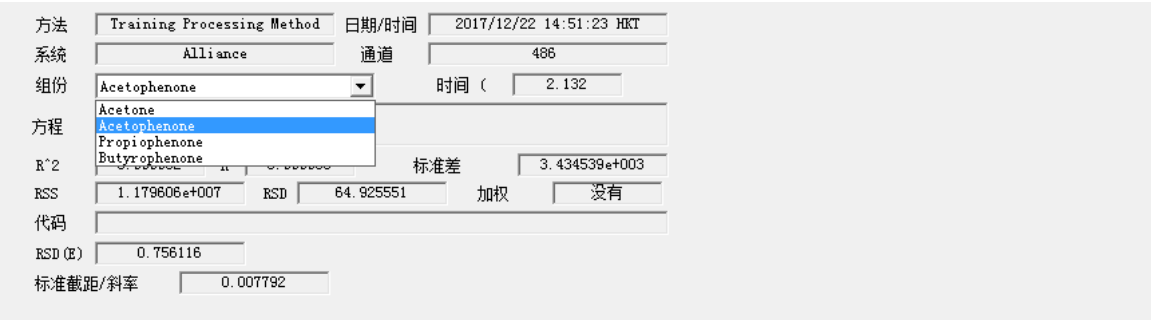 方法 Training Processing Method 日期/时间 2017/12/22 14:51:23 HKT
系统 Alliance 通道 486
组份 Acetophenone 时间 ( 2.132
Acetone
方程 Acetophenone
Propiophenone
Butyrophenone
R^2 标准差 3.434539e+003
RSS 1.179606e+007 RSD 64.925551 加权 没有
代码
RSD(E) 0.756116
标准截距/斜率 0.007792